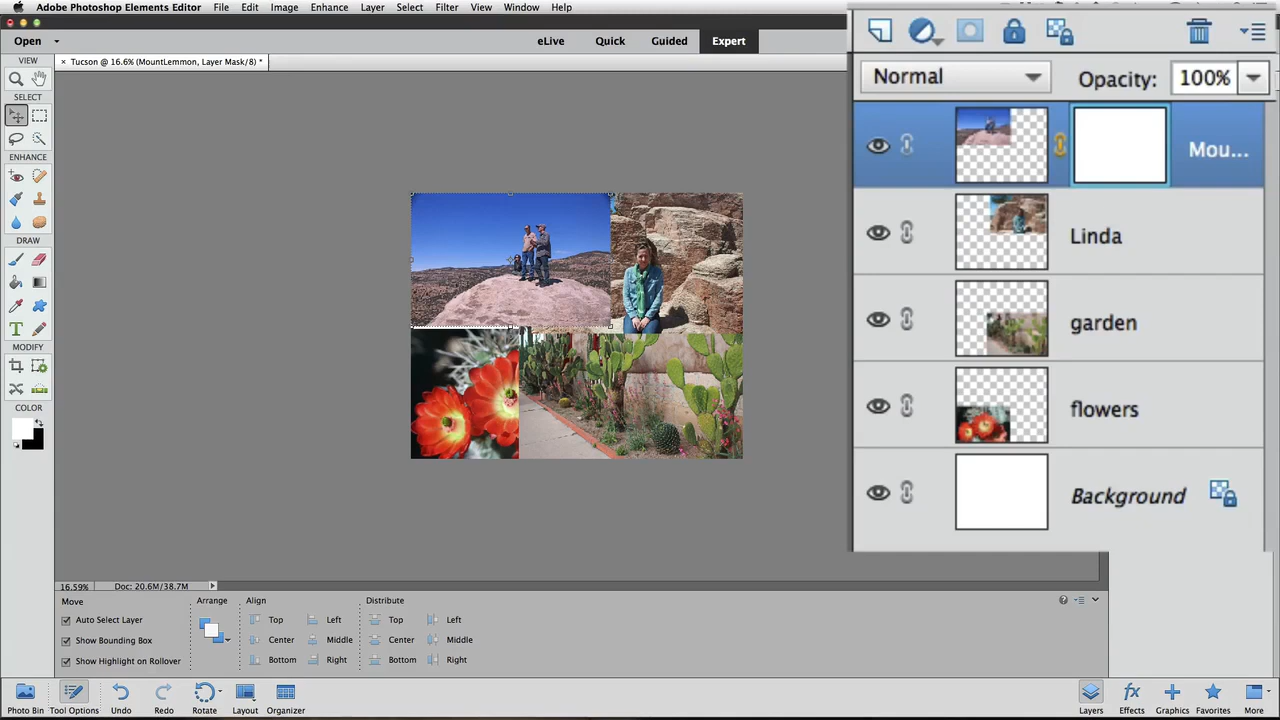 Adobe Photoshop Elements Editor File Edit Image Enhance Layer Select Filter View Window Help
Open eLive Quick Guided Expert
VIEW
× Tucson @ 16.6% (MountLemmon, Layer Mask/8) *
SELECT
ENHANCE
DRAW
T
MODIFY
COLOR
Normal Opacity: 100%
Mou...
Linda
garden
flowers
Background
16.59% Doc: 20.6M/38.7M
Move Arrange Align Distribute
Auto Select Layer Top Left Top Left
Show Bounding Box Center Middle Center Middle
Show Highlight on Rollover Bottom Right Bottom Right
Photo Bin Tool Options Undo Redo Rotate Layout Organizer Layers Effects Graphics Favorites More